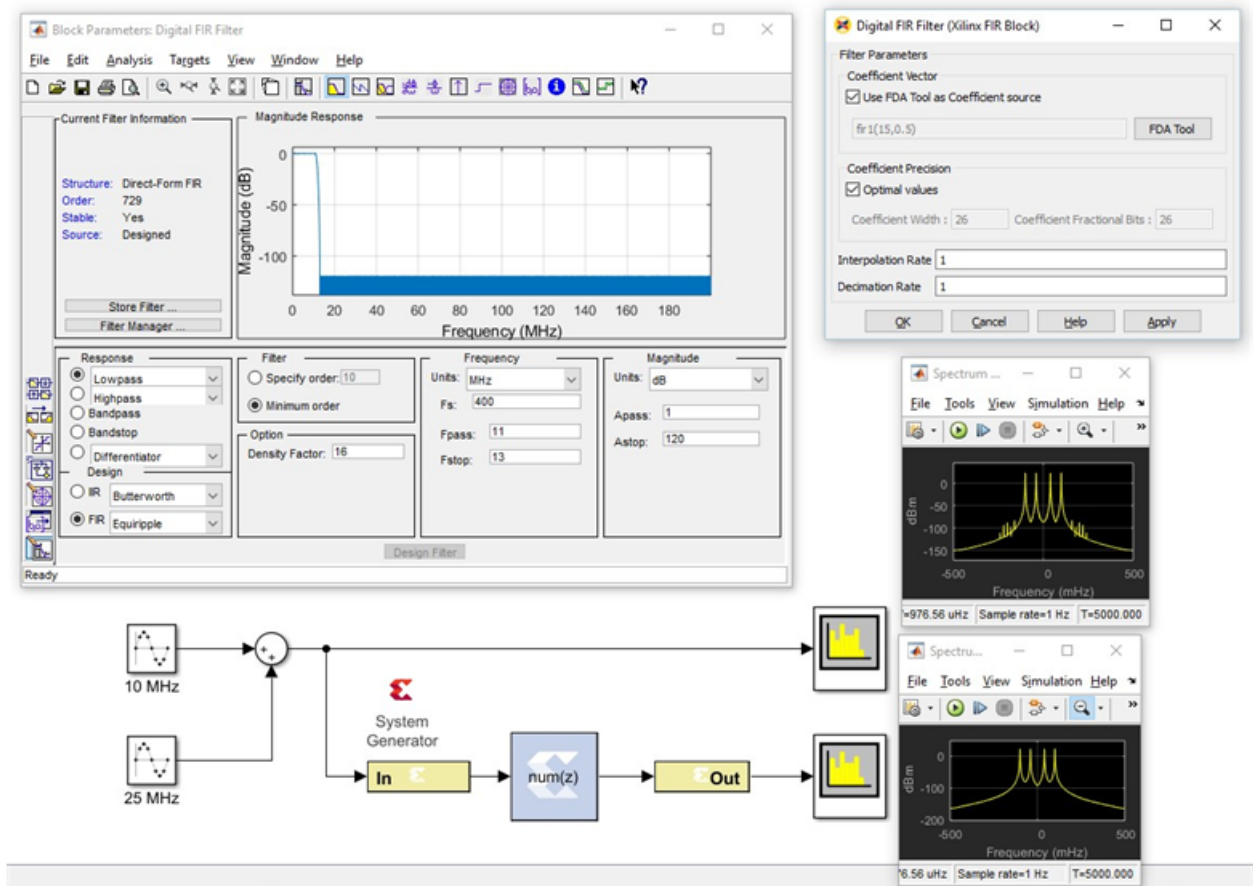 Block Parameters: Digital FIR Filter
File Edit Analysis Targets View Window Help
Current Filter Information
Structure: Direct-Form FIR
Order: 729
Stable: Yes
Source: Designed
Store Filter ...
Filter Manager ...
Magnitude Response
Magnitude (dB)
0
-50
-100
0 20 40 60 80 100 120 140 160 180
Frequency (MHz)
Response
Lowpass
Highpass
Bandpass
Bandstop
Differentiator
Design
IIR Butterworth
FIR Equiripple
Filter
Specify order: 10
Minimum order
Option
Density Factor: 16
Frequency
Units: MHz
Fs: 400
Fpass: 11
Fstop: 13
Magnitude
Units: dB
Apass: 1
Astop: 120
Design Filter
Ready
Digital FIR Filter (Xilinx FIR Block)
Filter Parameters
Coefficient Vector
Use FDA Tool as Coefficient source
fir1(15,0.5)
FDA Tool
Coefficient Precision
Optimal values
Coefficient Width : 26 Coefficient Fractional Bits : 26
Interpolation Rate 1
Decimation Rate 1
OK Cancel Help Apply
Spectrum ...
File Tools View Simulation Help
dBm
0
-50
-100
-150
-500 0 500
Frequency (mHz)
=976.56 uHz Sample rate=1 Hz T=5000.000
Spectru...
File Tools View Simulation Help
dBm
0
-100
-200
-500 0 500
Frequency (mHz)
6.56 uHz Sample rate=1 Hz T=5000.000
10 MHz
25 MHz
System
Generator
In
num(z)
Out